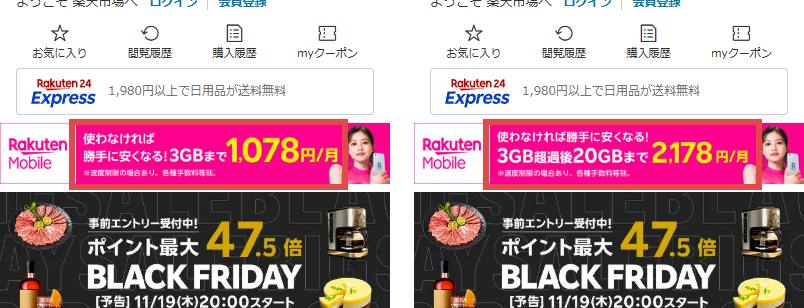 ようこそ 楽天市場へ ログイン 会員登録
お気に入り 閲覧履歴 購入履歴 myクーポン
Rakuten 24
Express
1,980円以上で日用品が送料無料
Rakuten
Mobile
使わなければ
勝手に安くなる!3GBまで1,078円/月
※速度制限の場合あり。各種手数料等別。
事前エントリー受付中!
ポイント最大47.5倍
BLACK FRIDAY
[予告]11/19(木)20:00スタート
ようこそ 楽天市場へ ログイン 会員登録
お気に入り 閲覧履歴 購入履歴 myクーポン
Rakuten 24
Express
1,980円以上で日用品が送料無料
Rakuten
Mobile
使わなければ勝手に安くなる!
3GB超過後20GBまで2,178円/月
※速度制限の場合あり。各種手数料等別。
事前エントリー受付中!
ポイント最大47.5倍
BLACK FRIDAY
[予告]11/19(木)20:00スタート